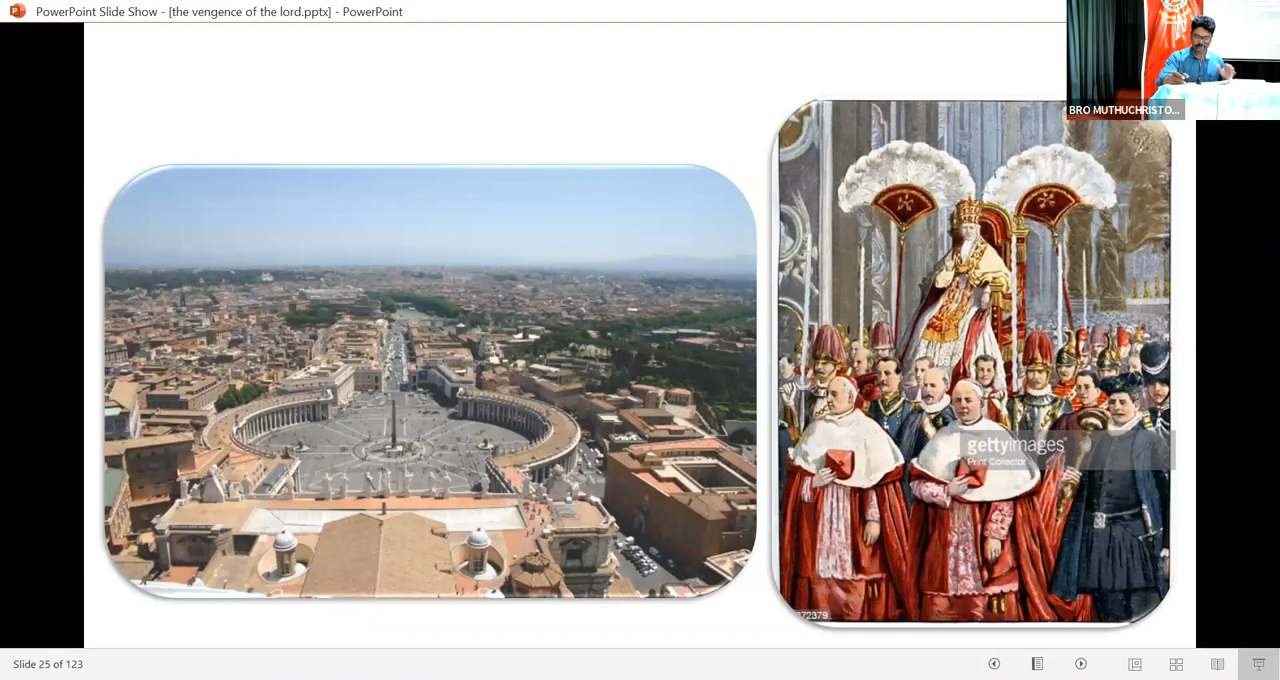 PowerPoint Slide Show - [the vengence of the lord.pptx] - PowerPoint
BRO MUTHUCHRISTO...
gettyimages
Print Collector
372379
Slide 25 of 123